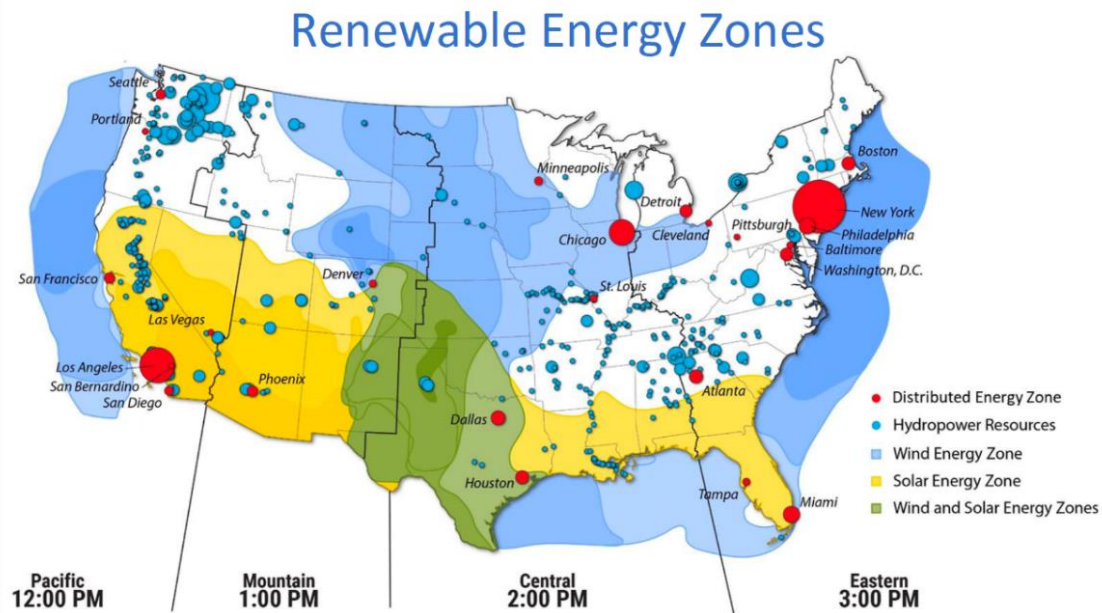 Renewable Energy Zones
Seattle
Portland
Minneapolis
Boston
Detroit
New York
Chicago
Cleveland
Pittsburgh
Philadelphia
Baltimore
Washington, D.C.
San Francisco
Denver
St. Louis
Las Vegas
Los Angeles
San Bernardino
San Diego
Phoenix
Atlanta
Dallas
Houston
Tampa
Miami
Distributed Energy Zone
Hydropower Resources
Wind Energy Zone
Solar Energy Zone
Wind and Solar Energy Zones
Pacific
12:00 PM
Mountain
1:00 PM
Central
2:00 PM
Eastern
3:00 PM